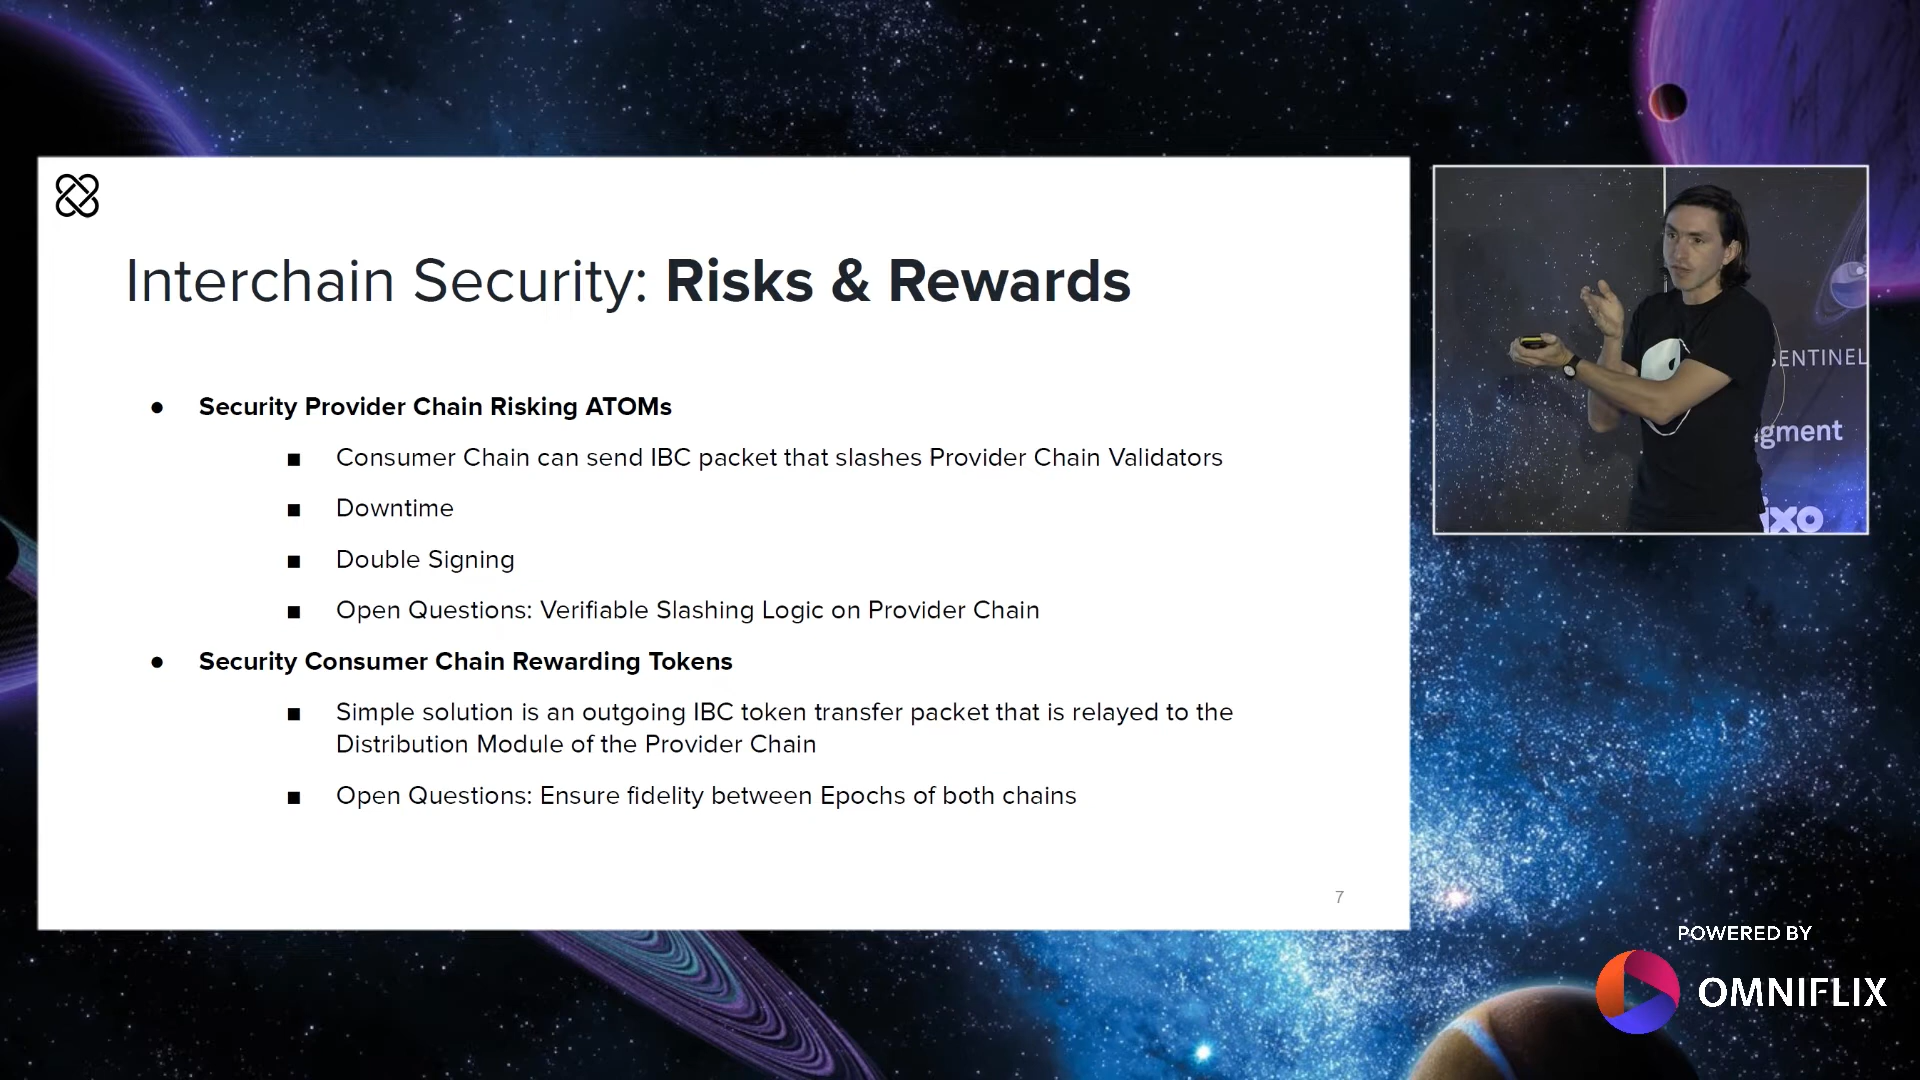 Interchain Security: Risks & Rewards
● Security Provider Chain Risking ATOMs
■ Consumer Chain can send IBC packet that slashes Provider Chain Validators
■ Downtime
■ Double Signing
■ Open Questions: Verifiable Slashing Logic on Provider Chain
● Security Consumer Chain Rewarding Tokens
■ Simple solution is an outgoing IBC token transfer packet that is relayed to the
Distribution Module of the Provider Chain
■ Open Questions: Ensure fidelity between Epochs of both chains
7
SENTINEL
gment
ixo
POWERED BY
OMNIFLIX